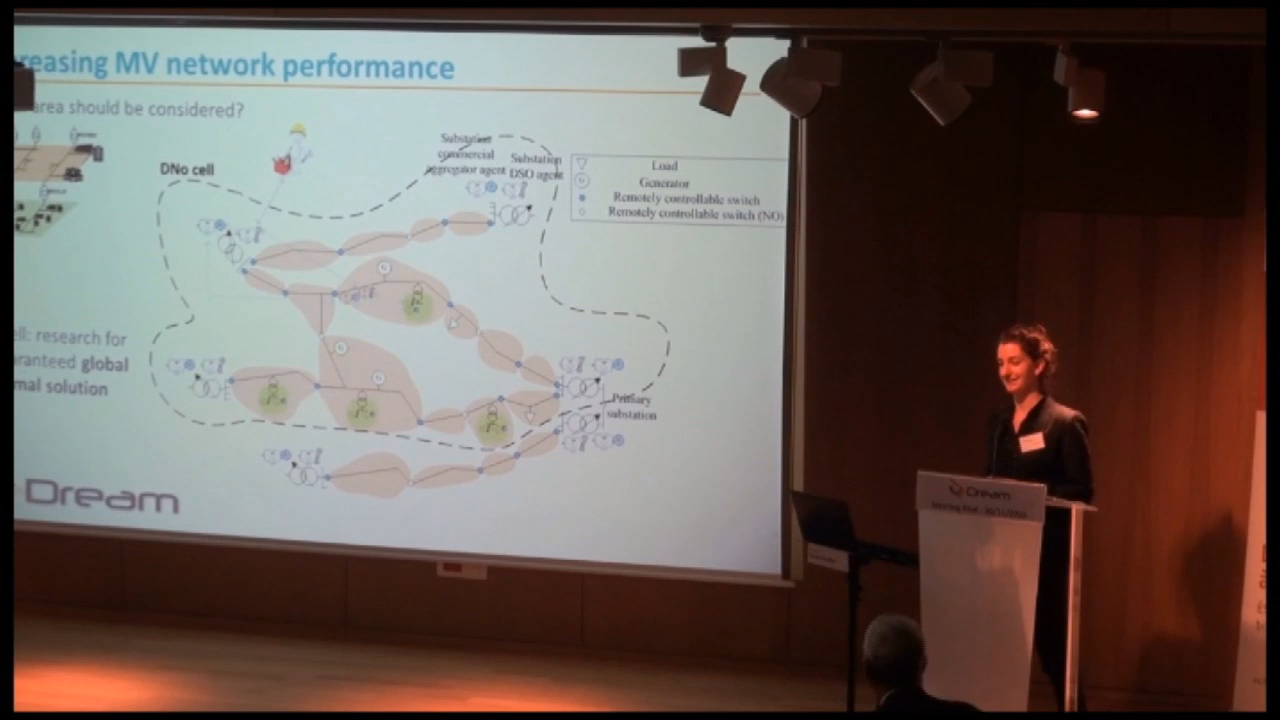 reasing MV network performance
area should be considered?
DNo cell
Substation
commercial
aggregator agent
Substation
DSO agent
Load
G Generator
Remotely controllable switch
Remotely controllable switch (NO)
G
G
G
ell: research for
ranteed global
mal solution
Primary
substation
Dream
Dream